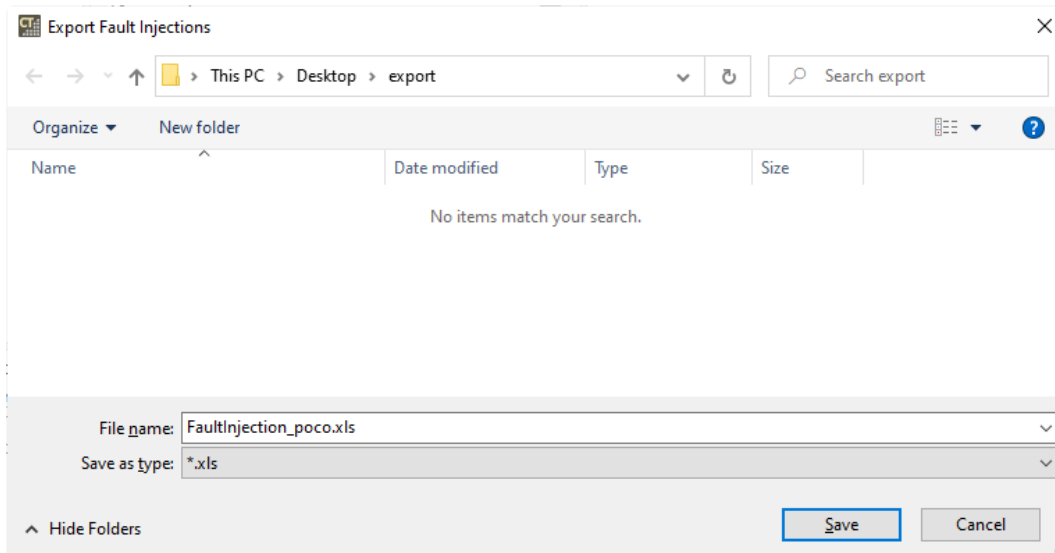 CT
Export Fault Injections
This PC > Desktop > export
Search export
Organize
New folder
?
Name
Date modified
Type
Size
No items match your search.
File name: FaultInjection_poco.xls
Save as type: *.xls
Hide Folders
Save
Cancel